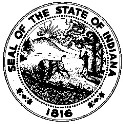 SEAL OF THE STATE OF INDIANA
1816